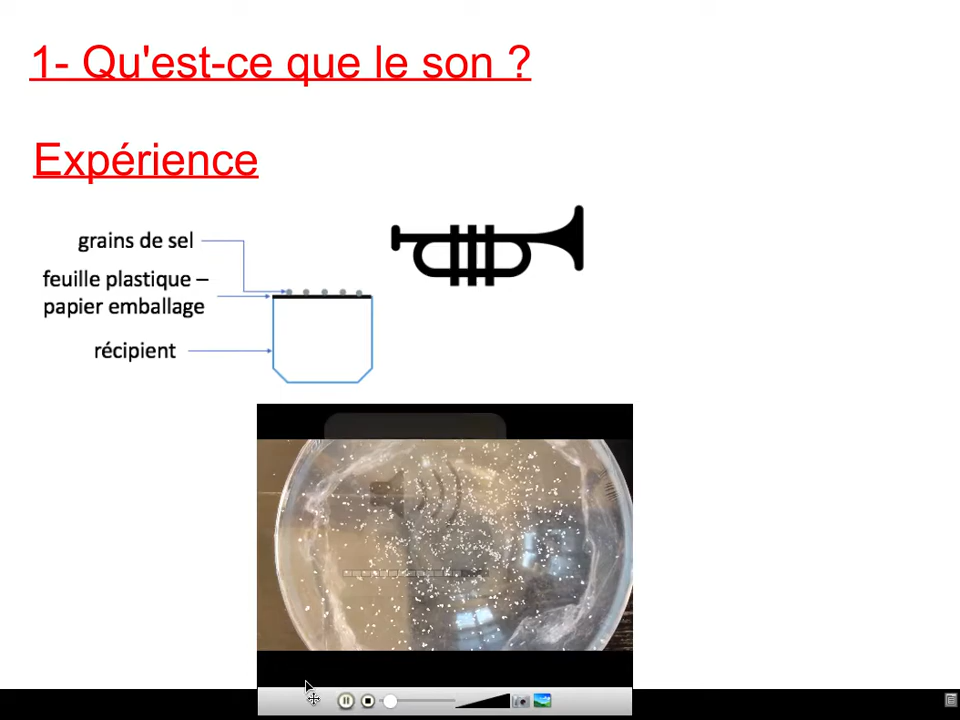 1- Qu'est-ce que le son ?
Expérience
grains de sel
feuille plastique –
papier emballage
récipient